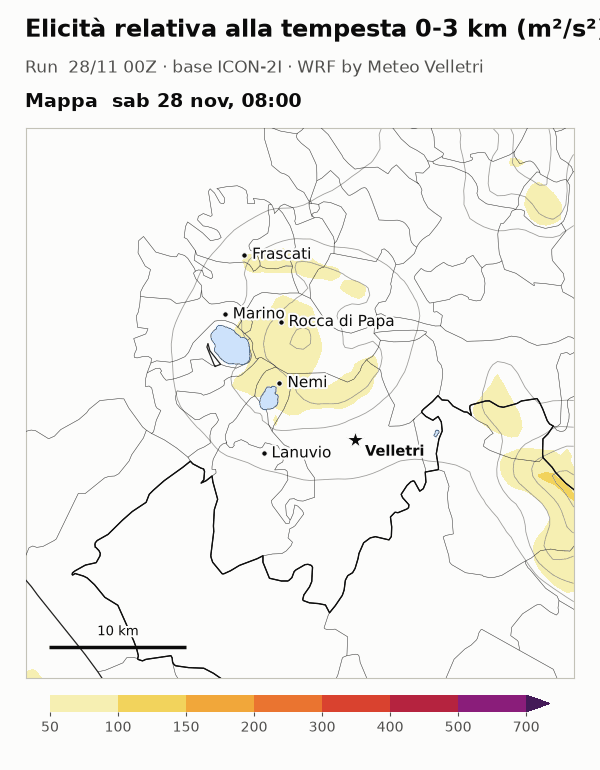 Elicità relativa alla tempesta 0-3 km (m²/s²)
Run  28/11 00Z · base ICON-2I · WRF by Meteo Velletri
Mappa  sab 28 nov, 08:00
Frascati
Marino
Rocca di Papa
Nemi
Velletri
Lanuvio
10 km
50 100 150 200 300 400 500 700